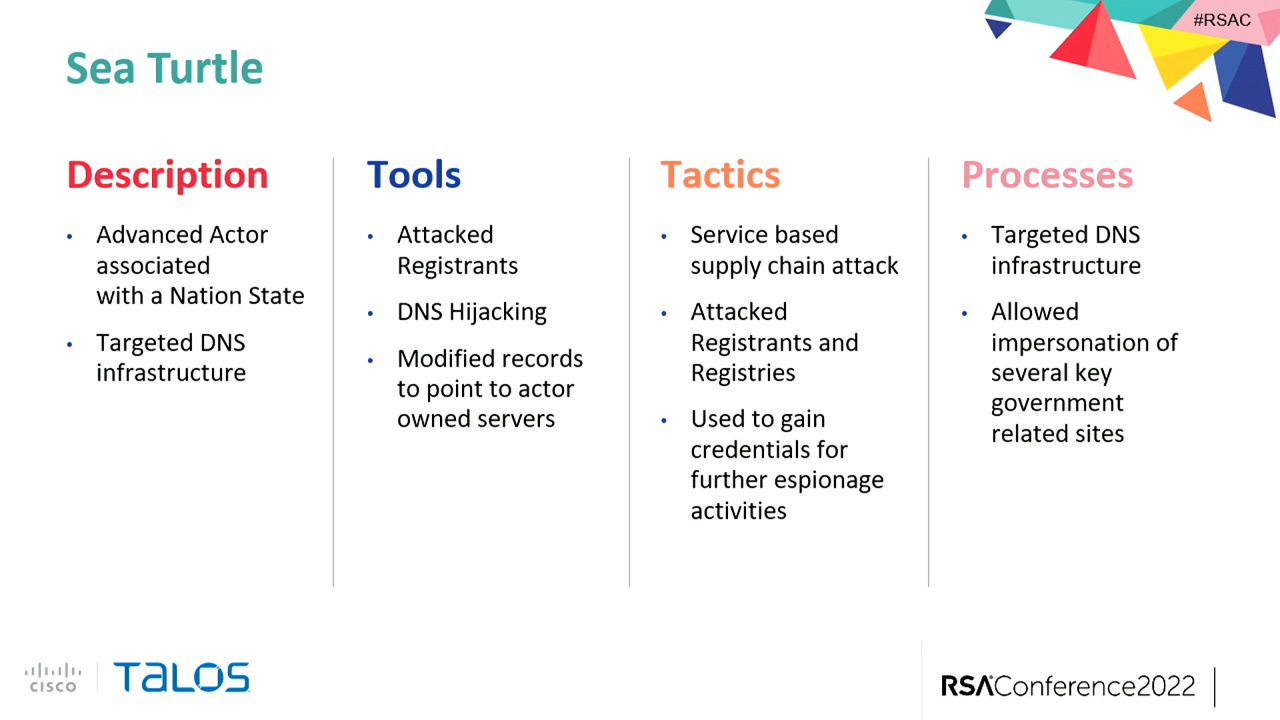 #RSAC
Sea Turtle
Description
• Advanced Actor
associated
with a Nation State
• Targeted DNS
infrastructure
Tools
• Attacked
Registrants
• DNS Hijacking
• Modified records
to point to actor
owned servers
Tactics
• Service based
supply chain attack
• Attacked
Registrants and
Registries
• Used to gain
credentials for
further espionage
activities
Processes
• Targeted DNS
infrastructure
• Allowed
impersonation of
several key
government
related sites
CISCO
TALOS
RSAConference2022